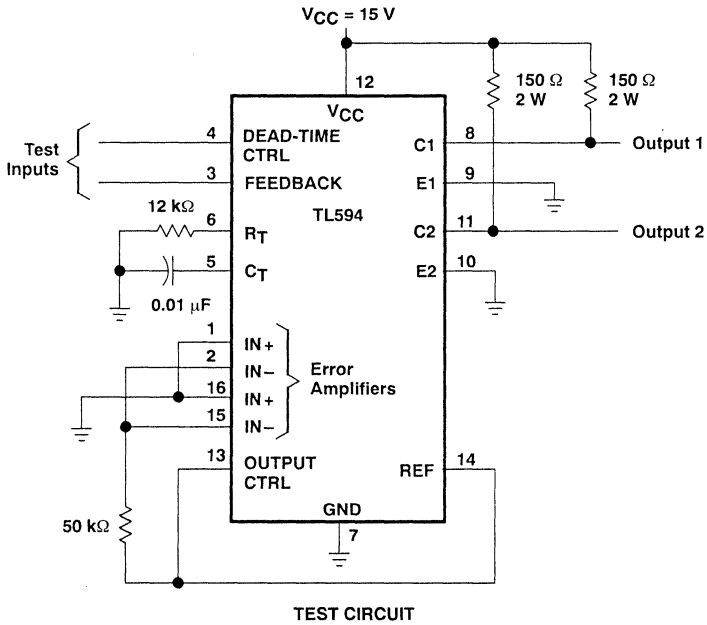 VCC = 15 V
12
150 Ω
2 W
150 Ω
2 W
VCC
Test
Inputs
4
DEAD-TIME
CTRL
C1
8
Output 1
3
FEEDBACK
E1
9
TL594
12 kΩ
6
RT
C2
11
Output 2
5
CT
E2
10
0.01 μF
1
IN+
2
IN−
16
IN+
15
IN−
Error
Amplifiers
13
OUTPUT
CTRL
REF
14
50 kΩ
GND
7
TEST CIRCUIT